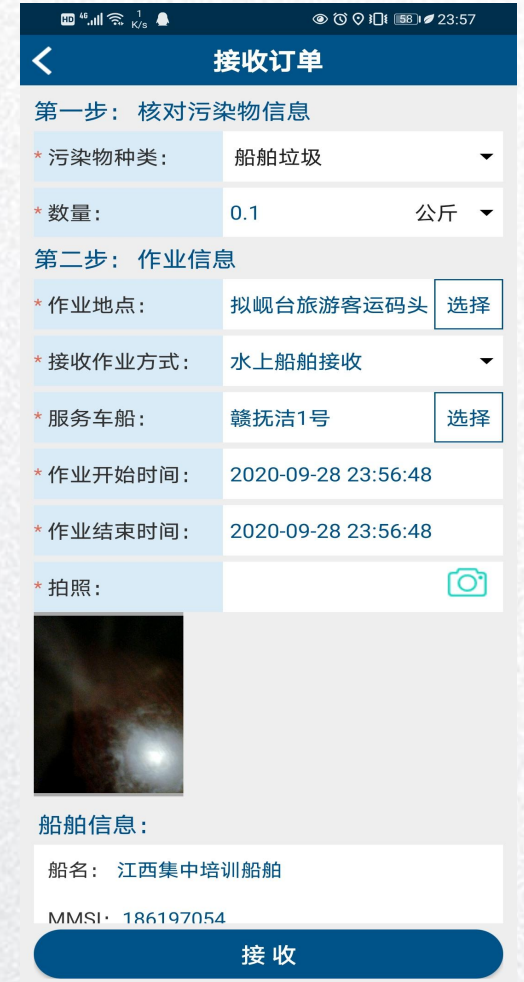 HD 4G 1 K/s 58 23:57
接收订单
第一步：核对污染物信息
* 污染物种类： 船舶垃圾
* 数量： 0.1 公斤
第二步：作业信息
* 作业地点： 拟岘台旅游客运码头 选择
* 接收作业方式： 水上船舶接收
* 服务车船： 赣抚洁1号 选择
* 作业开始时间： 2020-09-28 23:56:48
* 作业结束时间： 2020-09-28 23:56:48
* 拍照：
船舶信息：
船名： 江西集中培训船舶
MMSI： 186197054
接收